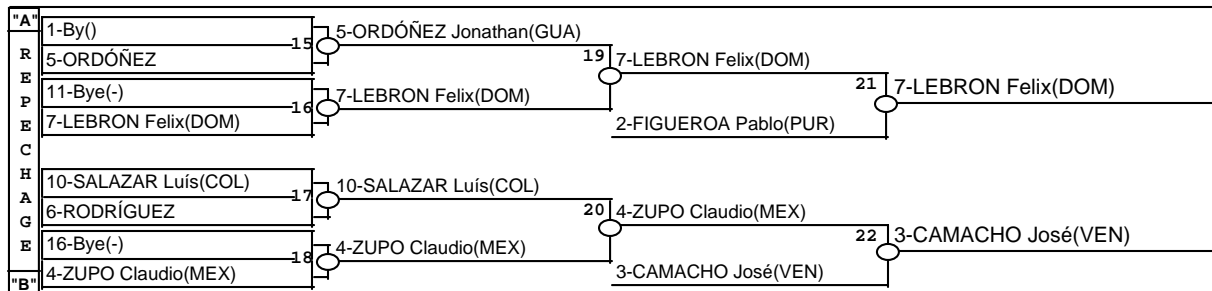 "A"
1-By()
5-ORDÓÑEZ Jonathan(GUA)
15
19
7-LEBRON Felix(DOM)
5-ORDÓÑEZ
11-Bye(-)
7-LEBRON Felix(DOM)
16
21
7-LEBRON Felix(DOM)
7-LEBRON Felix(DOM)
2-FIGUEROA Pablo(PUR)
REPECHAGE
10-SALAZAR Luís(COL)
10-SALAZAR Luís(COL)
17
20
4-ZUPO Claudio(MEX)
6-RODRÍGUEZ
16-Bye(-)
4-ZUPO Claudio(MEX)
18
22
3-CAMACHO José(VEN)
4-ZUPO Claudio(MEX)
3-CAMACHO José(VEN)
"B"